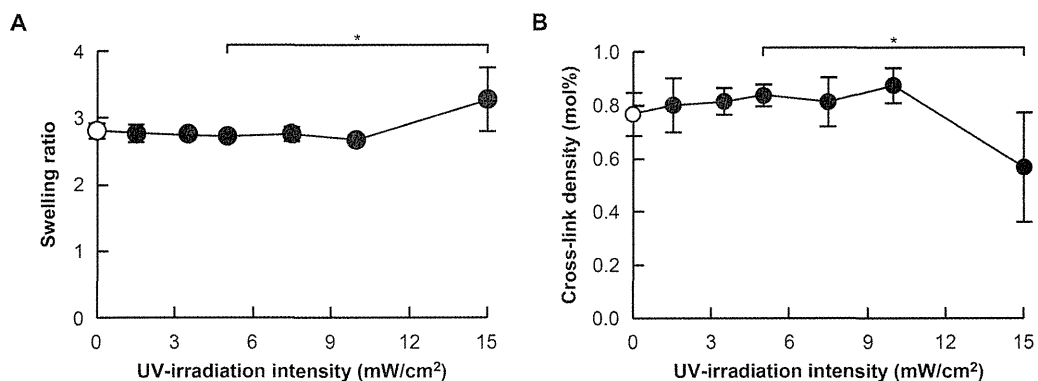 A
*
4
3
2
1
0
Swelling ratio
0 3 6 9 12 15
UV-irradiation intensity (mW/cm²)
B
*
1.0
0.8
0.6
0.4
0.2
0.0
Cross-link density (mol%)
0 3 6 9 12 15
UV-irradiation intensity (mW/cm²)